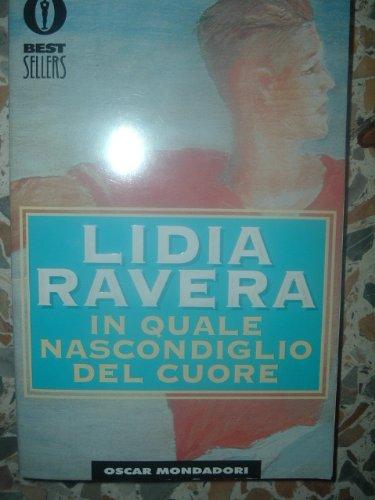 BEST
SELLERS
LIDIA
RAVERA
IN QUALE
NASCONDIGLIO
DEL CUORE
OSCAR MONDADORI